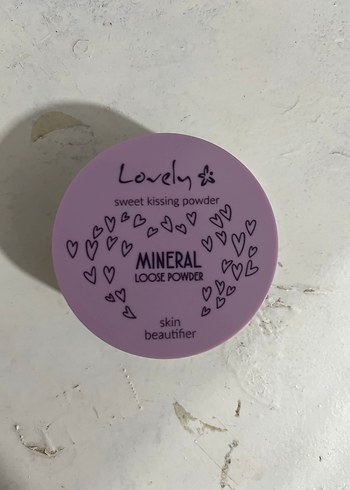 Lovely
sweet kissing powder
MINERAL
LOOSE POWDER
skin
beautifier